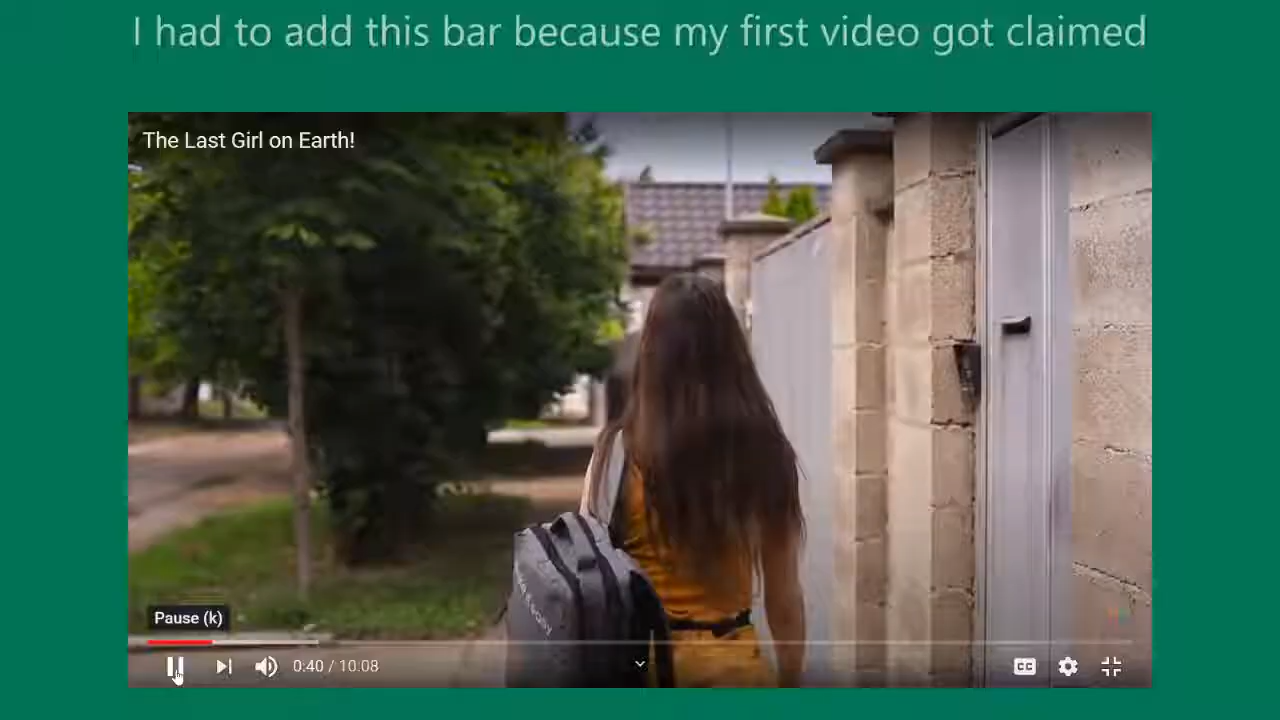 I had to add this bar because my first video got claimed
The Last Girl on Earth!
Pause (k)
0:40 / 10.08
CC